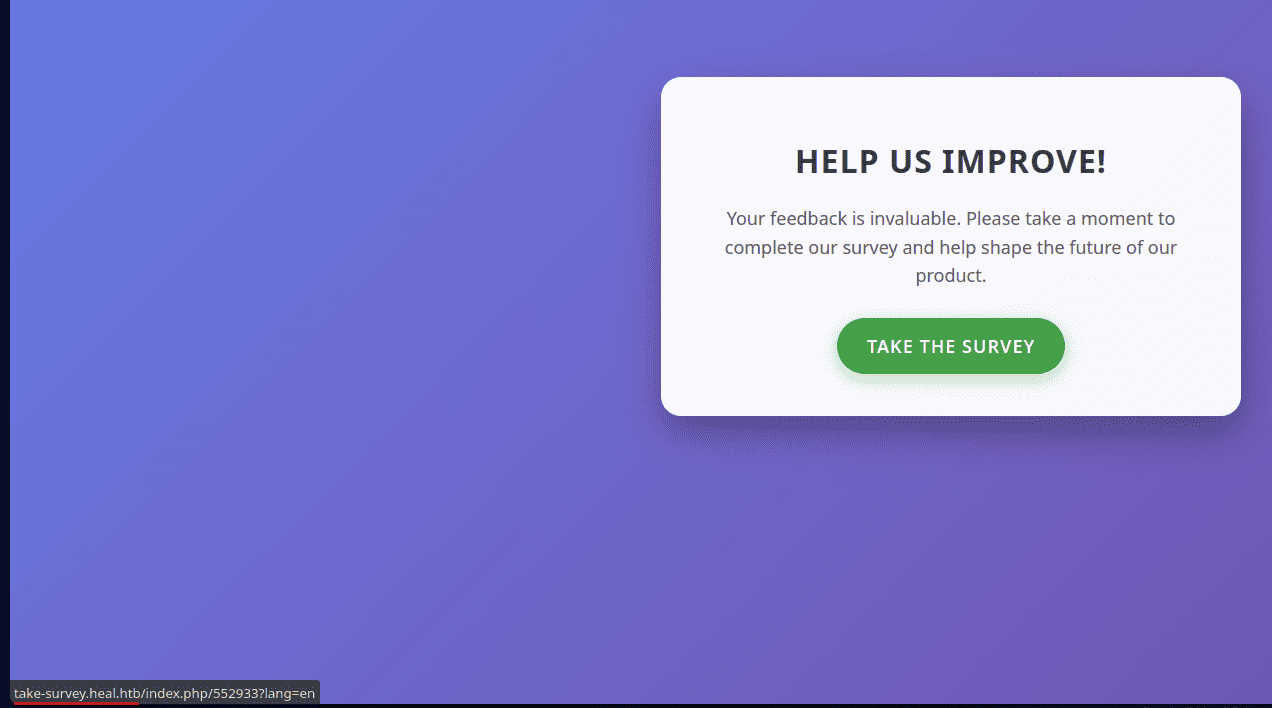 HELP US IMPROVE!
Your feedback is invaluable. Please take a moment to
complete our survey and help shape the future of our
product.
TAKE THE SURVEY
take-survey.heal.htb/index.php/552933?lang=en